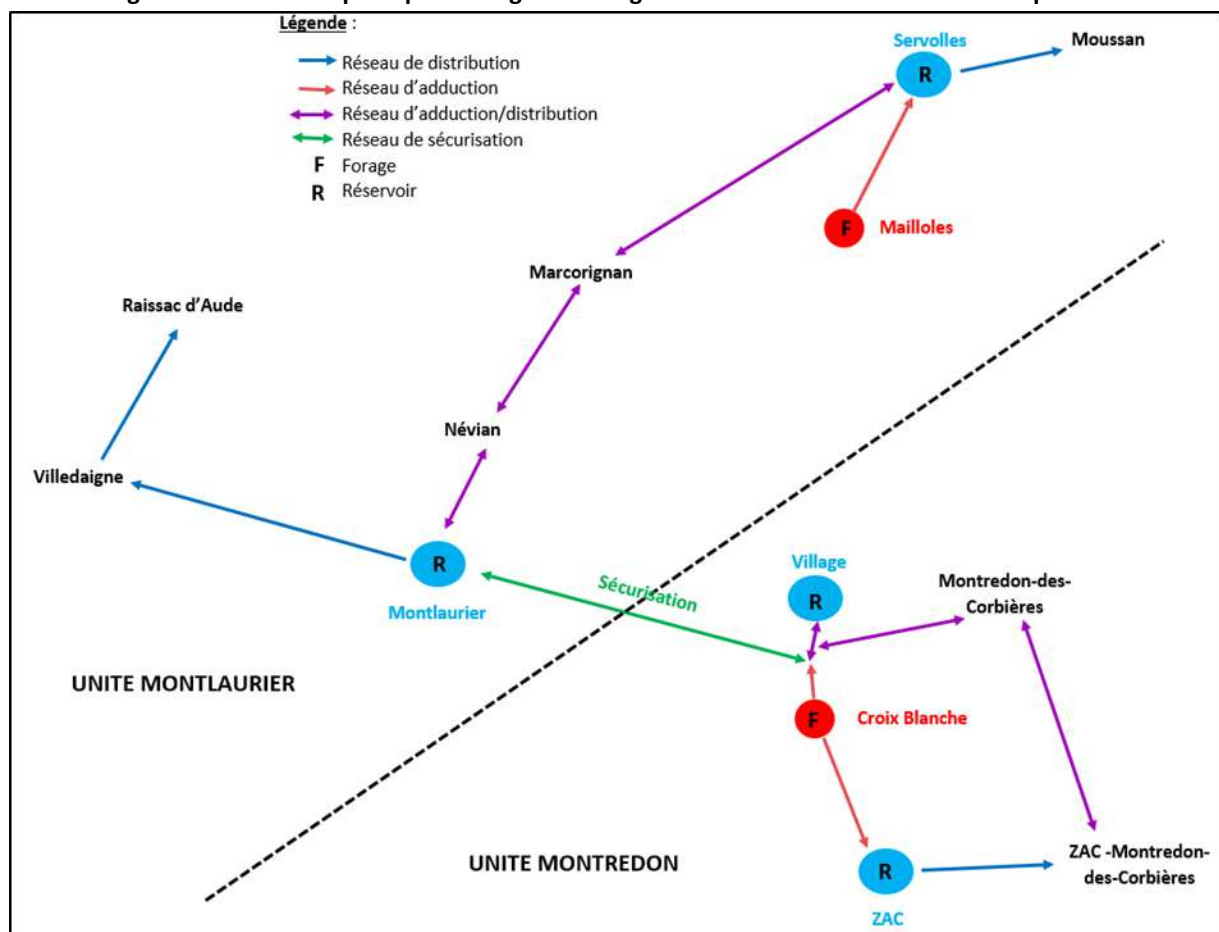 Légende :
Réseau de distribution
Réseau d'adduction
Réseau d'adduction/distribution
Réseau de sécurisation
F Forage
R Réservoir
Servolles
R
Moussan
F
Mailloles
Marcorignan
Raissac d'Aude
Névian
Villedaigne
R
Montlaurier
Sécurisation
Village
R
Montredon-des-
Corbières
UNITE MONTLAURIER
F
Croix Blanche
UNITE MONTREDON
R
ZAC
ZAC -Montredon-
des-Corbières